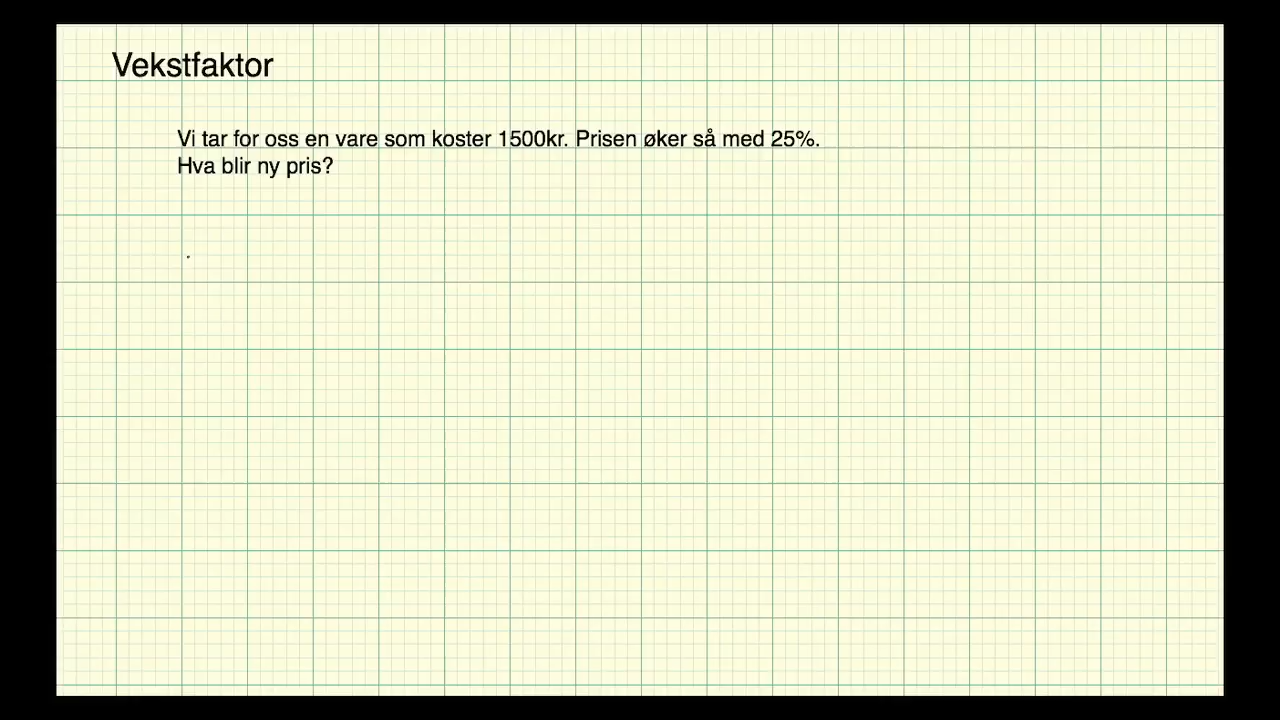 Vekstfaktor
Vi tar for oss en vare som koster 1500kr. Prisen øker så med 25%.
Hva blir ny pris?